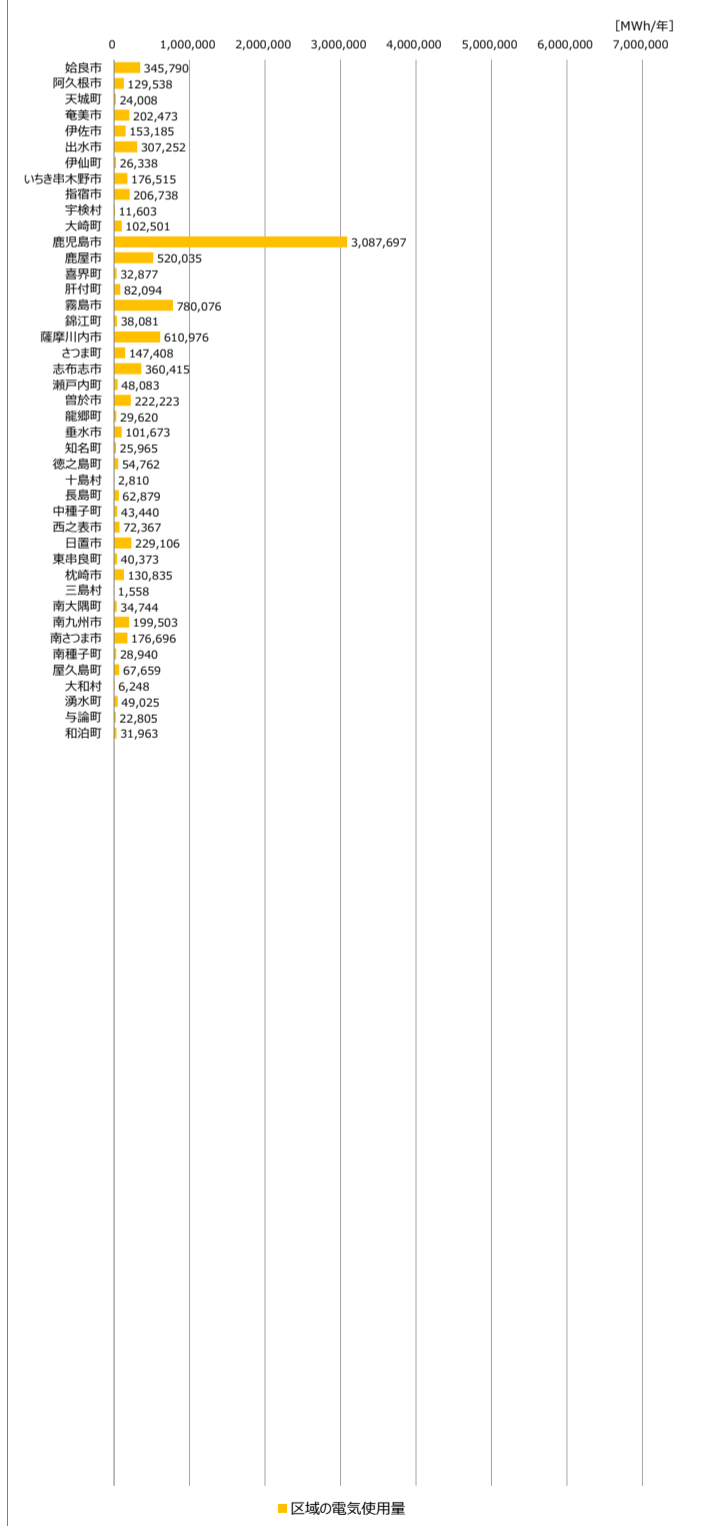 [MWh/年]
0 1,000,000 2,000,000 3,000,000 4,000,000 5,000,000 6,000,000 7,000,000
姶良市 345,790
阿久根市 129,538
天城町 24,008
奄美市 202,473
伊佐市 153,185
出水市 307,252
伊仙町 26,338
いちき串木野市 176,515
指宿市 206,738
宇検村 11,603
大崎町 102,501
鹿児島市 3,087,697
鹿屋市 520,035
喜界町 32,877
肝付町 82,094
霧島市 780,076
錦江町 38,081
薩摩川内市 610,976
さつま町 147,408
志布志市 360,415
瀬戸内町 48,083
曽於市 222,223
龍郷町 29,620
垂水市 101,673
知名町 25,965
徳之島町 54,762
十島村 2,810
長島町 62,879
中種子町 43,440
西之表市 72,367
日置市 229,106
東串良町 40,373
枕崎市 130,835
三島村 1,558
南大隅町 34,744
南九州市 199,503
南さつま市 176,696
南種子町 28,940
屋久島町 67,659
大和村 6,248
湧水町 49,025
与論町 22,805
和泊町 31,963
区域の電気使用量